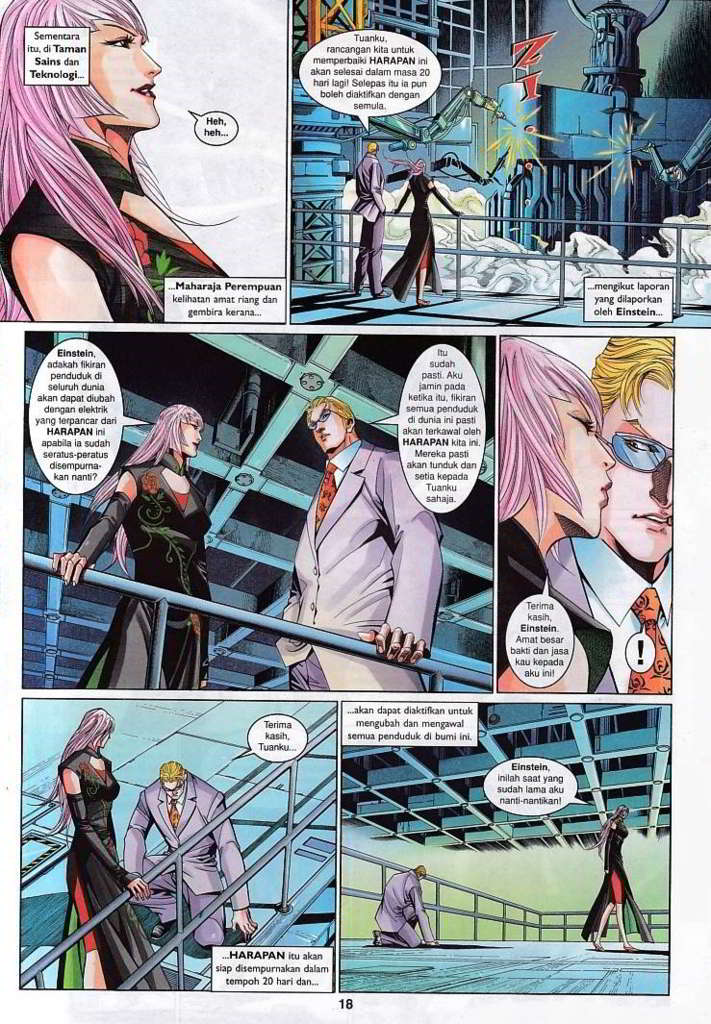 Sementara
itu, di Taman
Sains dan
Teknologi...
Heh,
heh...
...Maharaja Perempuan
kelihatan amat riang dan
gembira kerana...
Tuanku,
rancangan kita untuk
memperbaiki HARAPAN ini
akan selesai dalam masa 20
hari lagi! Selepas itu ia pun
boleh diaktifkan dengan
semula.
ZI!
...mengikut laporan
yang dilaporkan
oleh Einstein...
Einstein,
adakah fikiran
penduduk di
seluruh dunia
akan dapat diubah
dengan elektrik
yang terpancar dari
HARAPAN ini
apabila ia sudah
seratus-peratus
disempurna-
kan nanti?
Itu
sudah
pasti. Aku
jamin pada
ketika itu, fikiran
semua penduduk
di dunia ini pasti
akan terkawal oleh
HARAPAN kita ini.
Mereka pasti
akan tunduk dan
setia kepada
Tuanku
sahaja.
Terima
kasih,
Einstein.
Amat besar
bakti dan jasa
kau kepada
aku ini!
!
Terima
kasih,
Tuanku...
...HARAPAN itu akan
siap disempurnakan dalam
tempoh 20 hari dan...
...akan dapat diaktifkan untuk
mengubah dan mengawal
semua penduduk di bumi ini.
Einstein,
inilah saat yang
sudah lama aku
nanti-nantikan!
18